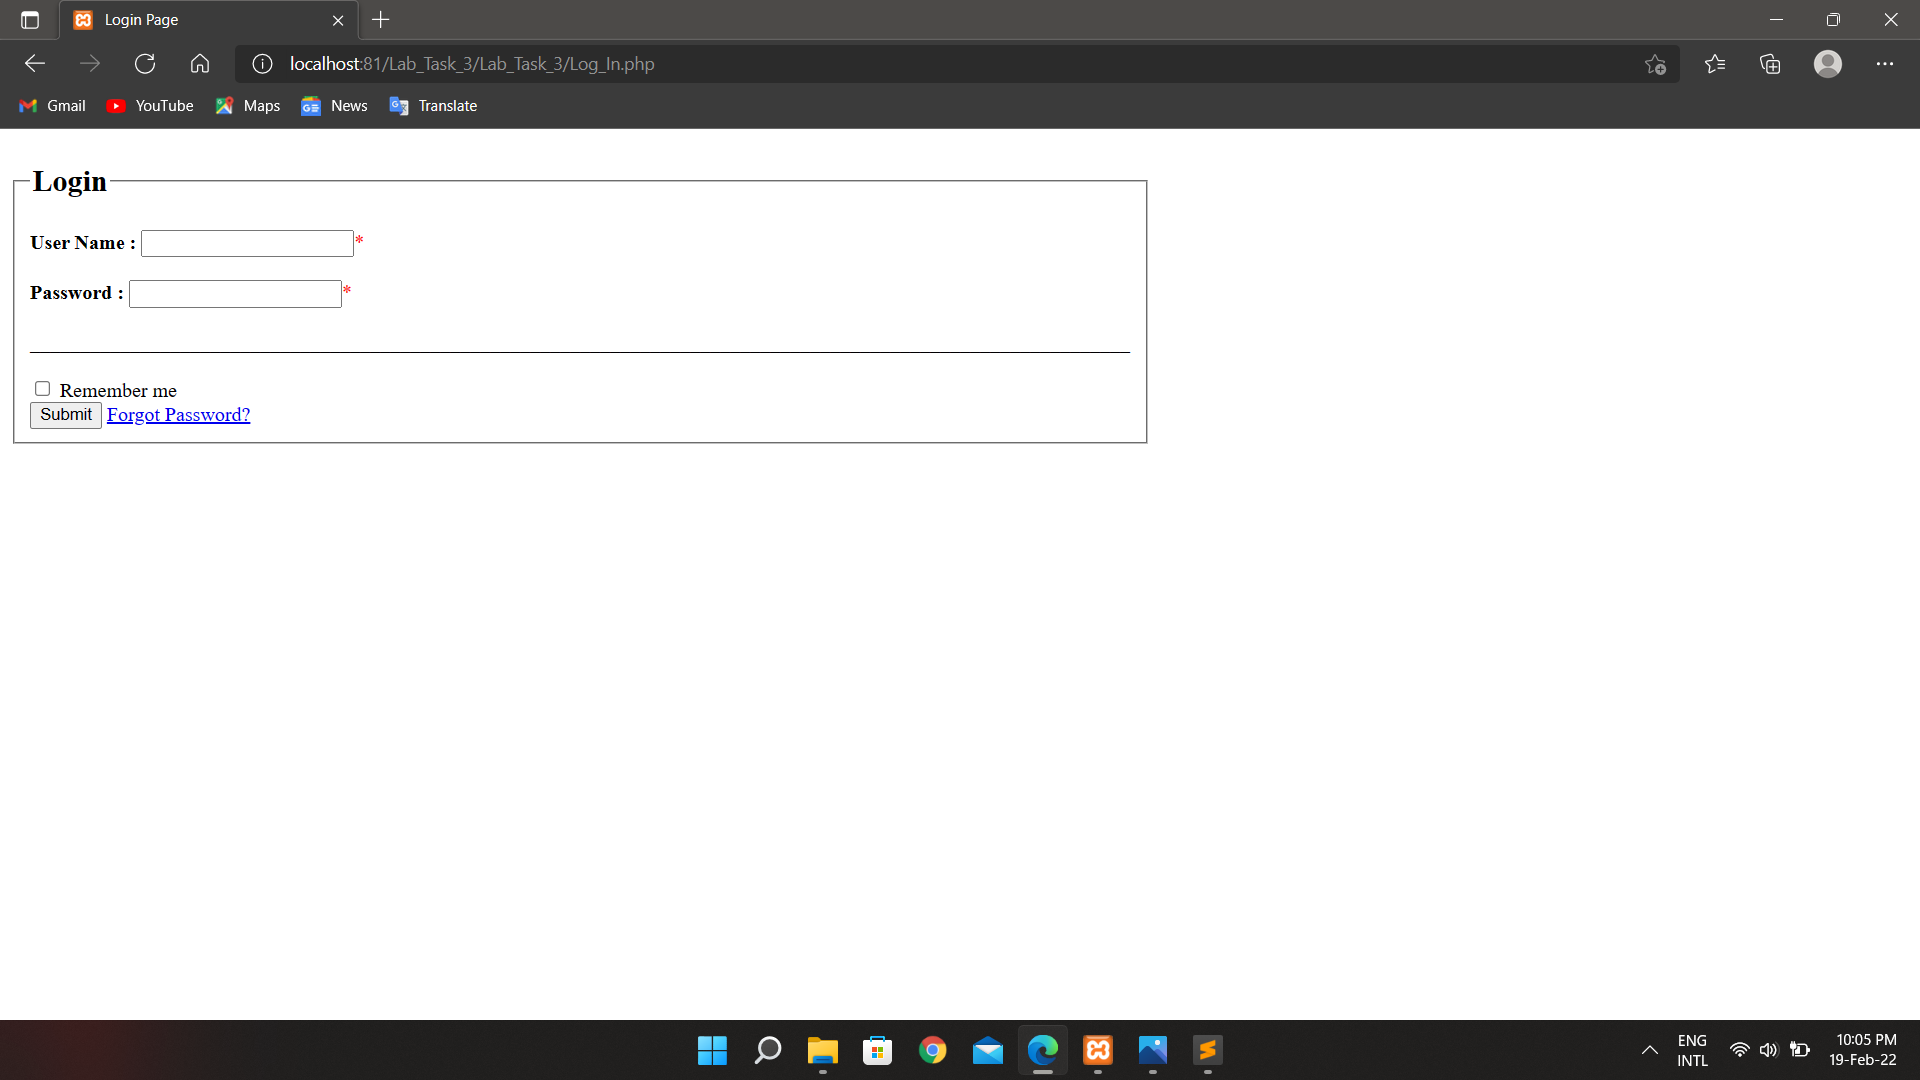 Login Page
localhost:81/Lab_Task_3/Lab_Task_3/Log_In.php
Gmail YouTube Maps News Translate
Login
User Name : *
Password : *
Remember me
Submit Forgot Password?
ENG 10:05 PM
INTL 19-Feb-22